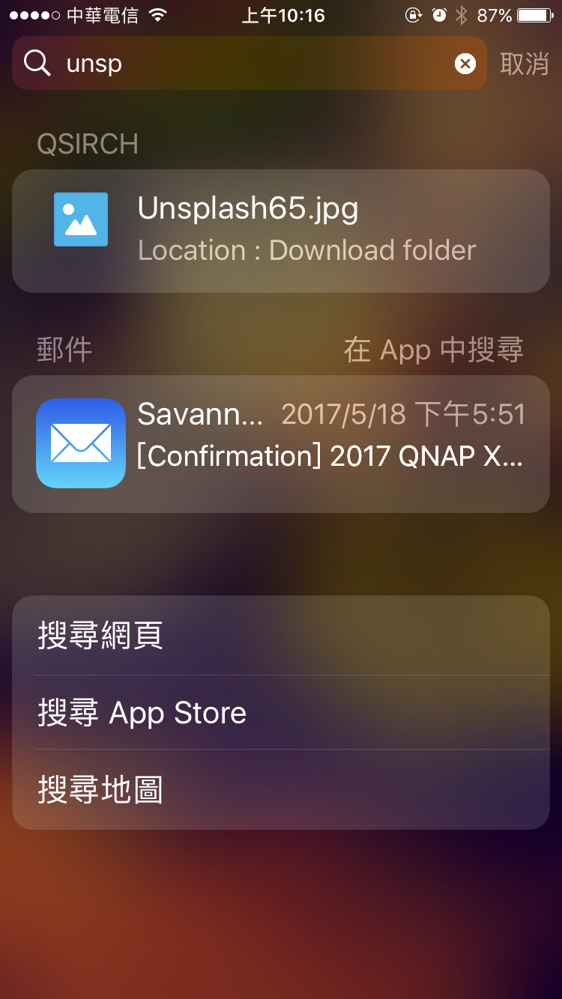 中華電信 上午10:16 87%
unsp 取消
QSIRCH
Unsplash65.jpg
Location : Download folder
郵件 在 App 中搜尋
Savann... 2017/5/18 下午5:51
[Confirmation] 2017 QNAP X...
搜尋網頁
搜尋 App Store
搜尋地圖